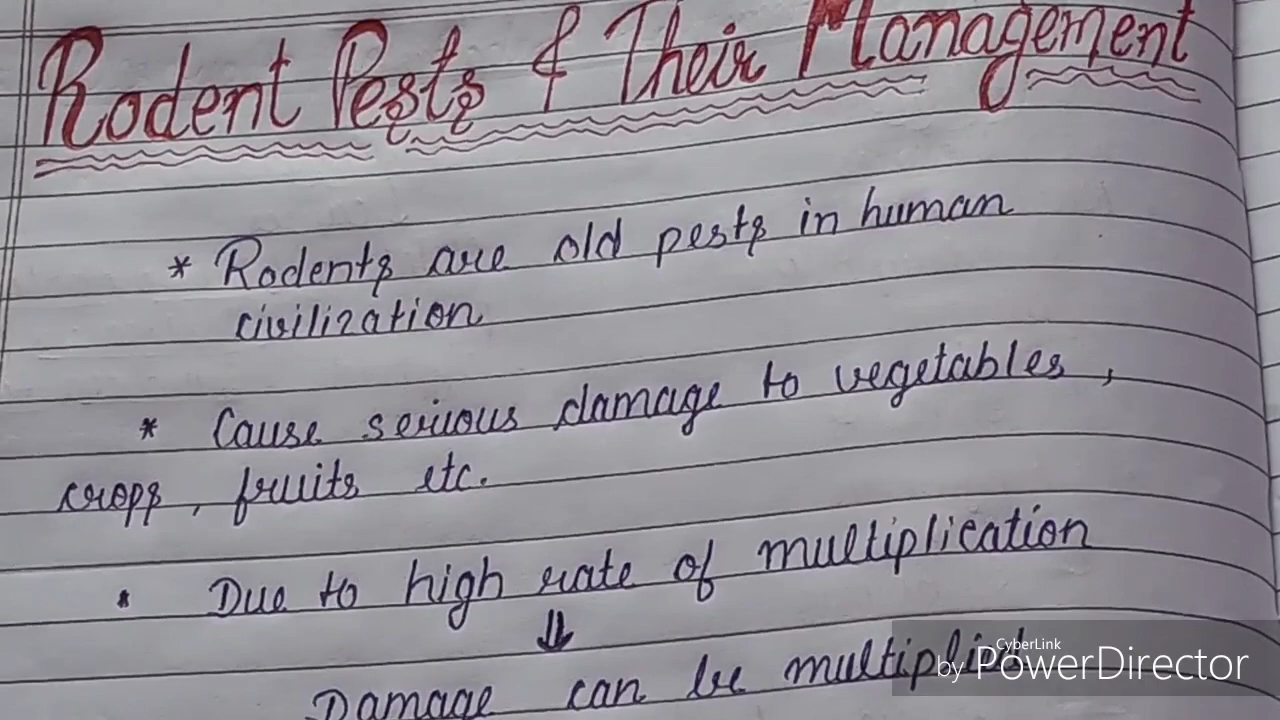 Rodent Pests & Their Management
* Rodents are old pests in human
civilization
* Cause serious damage to vegetables,
crops, fruits etc.
* Due to high rate of multiplication
⇓
Damage can be multiplied
CyberLink
by PowerDirector